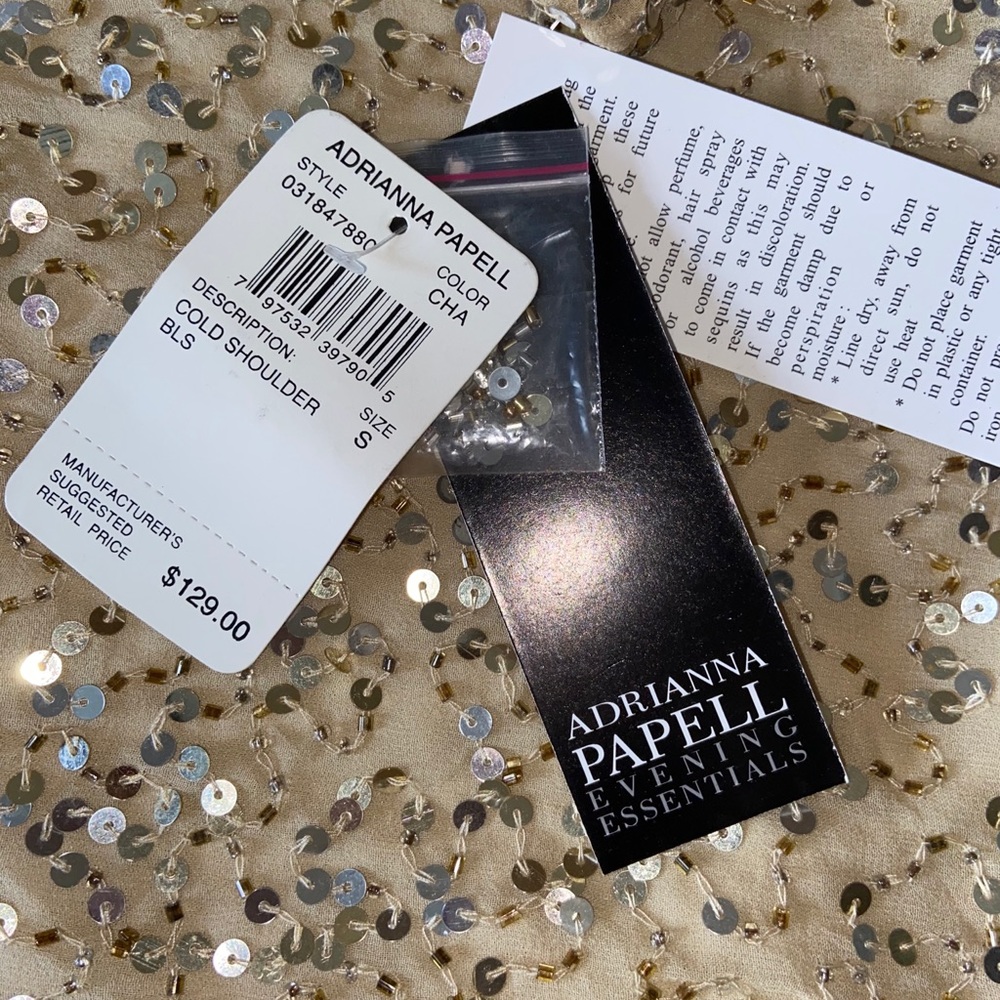 ADRIANNA PAPELL
STYLE
031847880
COLOR
CHA
7 97532 39790 5
DESCRIPTION:
COLD SHOULDER
BLS
SIZE
S
MANUFACTURER'S
SUGGESTED
RETAIL PRICE
$129.00
ADRIANNA
PAPELL
EVENING
ESSENTIALS
the
these
for future
allow perfume,
or hair spray
or alcohol beverages
to come in contact with
sequins as this may
result in discoloration.
If the garment should
become damp due to
perspiration or
moisture :
* Line dry, away from
direct sun, do not
use heat
* Do not place garment
in plastic or any tight
container.
Do not
iron